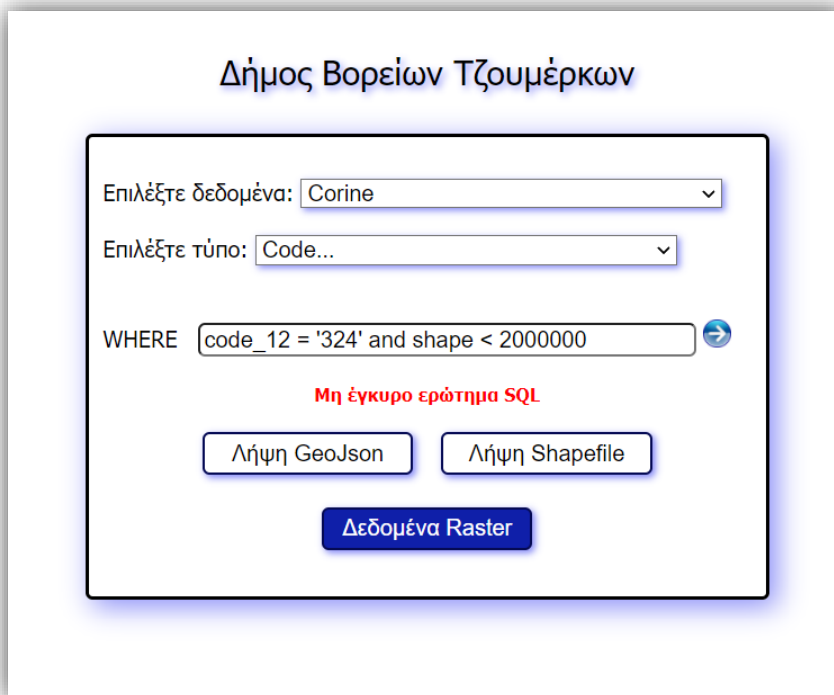 Δήμος Βορείων Τζουμέρκων
Επιλέξτε δεδομένα: Corine
Επιλέξτε τύπο: Code...
WHERE code_12 = '324' and shape < 2000000
Μη έγκυρο ερώτημα SQL
Λήψη GeoJson Λήψη Shapefile
Δεδομένα Raster